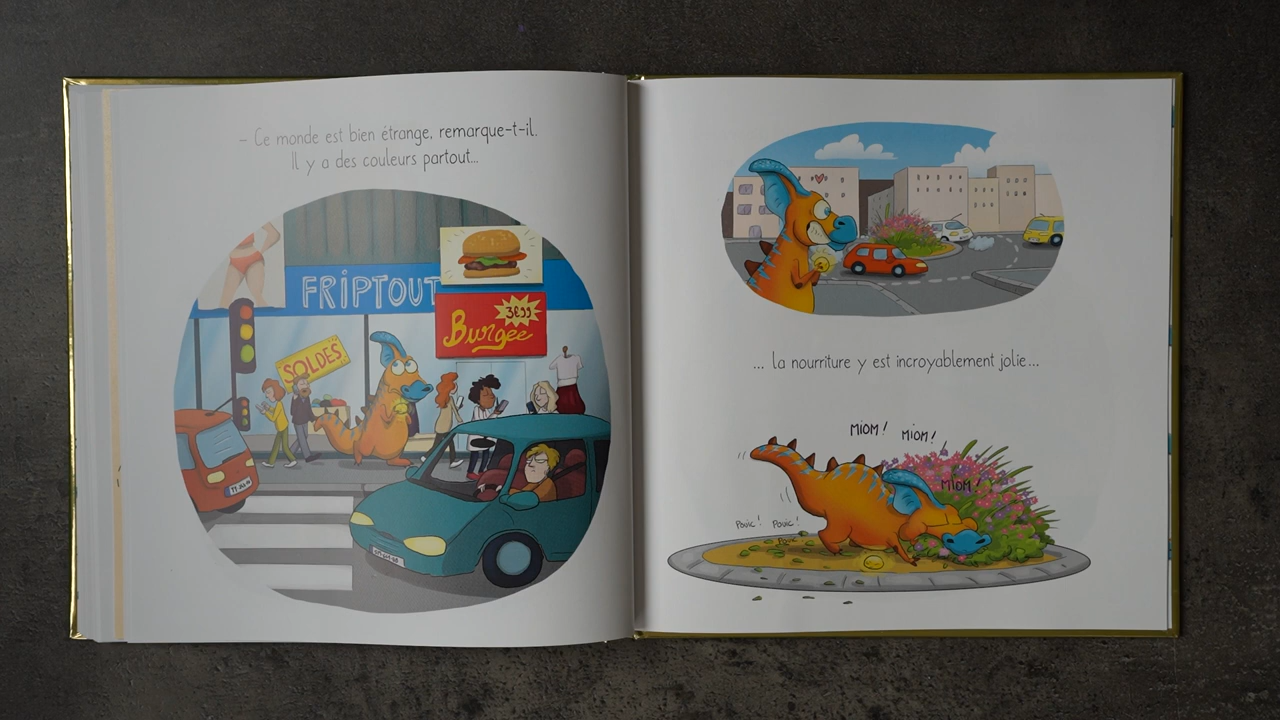 – Ce monde est bien étrange, remarque-t-il.
Il y a des couleurs partout...
FRIPTOUT
3€99
Burgee
SOLDES
... la nourriture y est incroyablement jolie...
MIOM! MIOM!
MIOM!
Pouic! Pouic!
Pouic